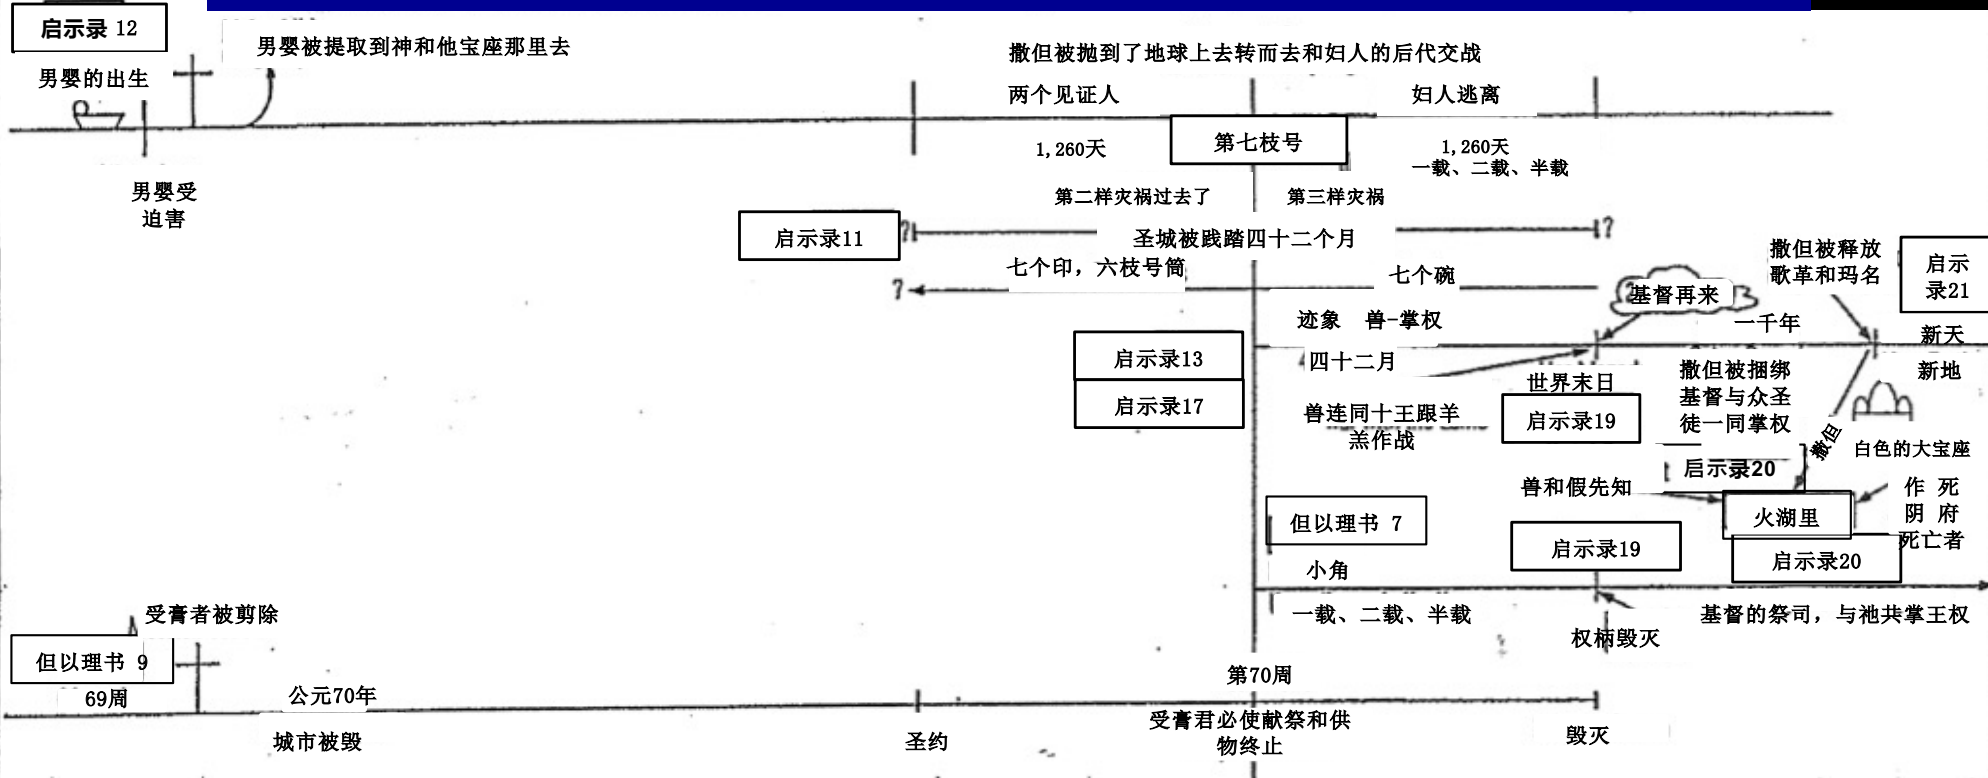 启示录 12
男婴被提取到神和他宝座那里去
撒但被抛到了地球上去转而去和妇人的后代交战
男婴的出生
两个见证人
妇人逃离
第七枝号
1,260天
1,260天
一载、二载、半载
男婴受
迫害
第二样灾祸过去了
第三样灾祸
启示录11
?
圣城被践踏四十二个月
?
撒但被释放
歌革和玛名
启示
录21
七个印，六枝号筒
七个碗
?
基督再来
迹象 兽-掌权
一千年
新天
启示录13
四十二月
新地
世界末日
撒但被捆绑
基督与众圣
徒一同掌权
启示录17
兽连同十王跟羊
羔作战
启示录19
撒但
白色的大宝座
启示录20
兽和假先知
火湖里
作 死
阴 府
死亡者
但以理书 7
启示录19
启示录20
小角
受膏者被剪除
一载、二载、半载
基督的祭司，与祂共掌王权
权柄毁灭
但以理书 9
第70周
69周
公元70年
受膏君必使献祭和供
物终止
城市被毁
圣约
毁灭